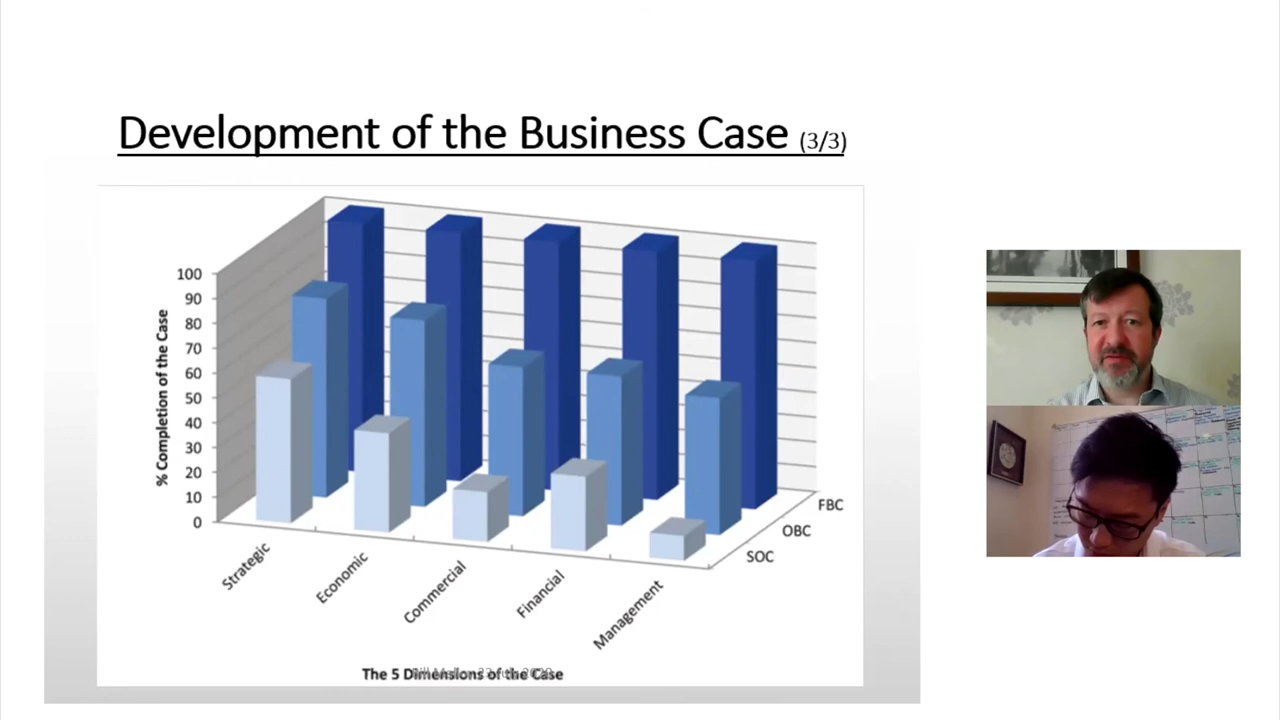 Development of the Business Case (3/3)
100
90
80
70
60
50
40
30
20
10
0
% Completion of the Case
Strategic
Economic
Commercial
Financial
Management
FBC
OBC
SOC
The 5 Dimensions of the Case